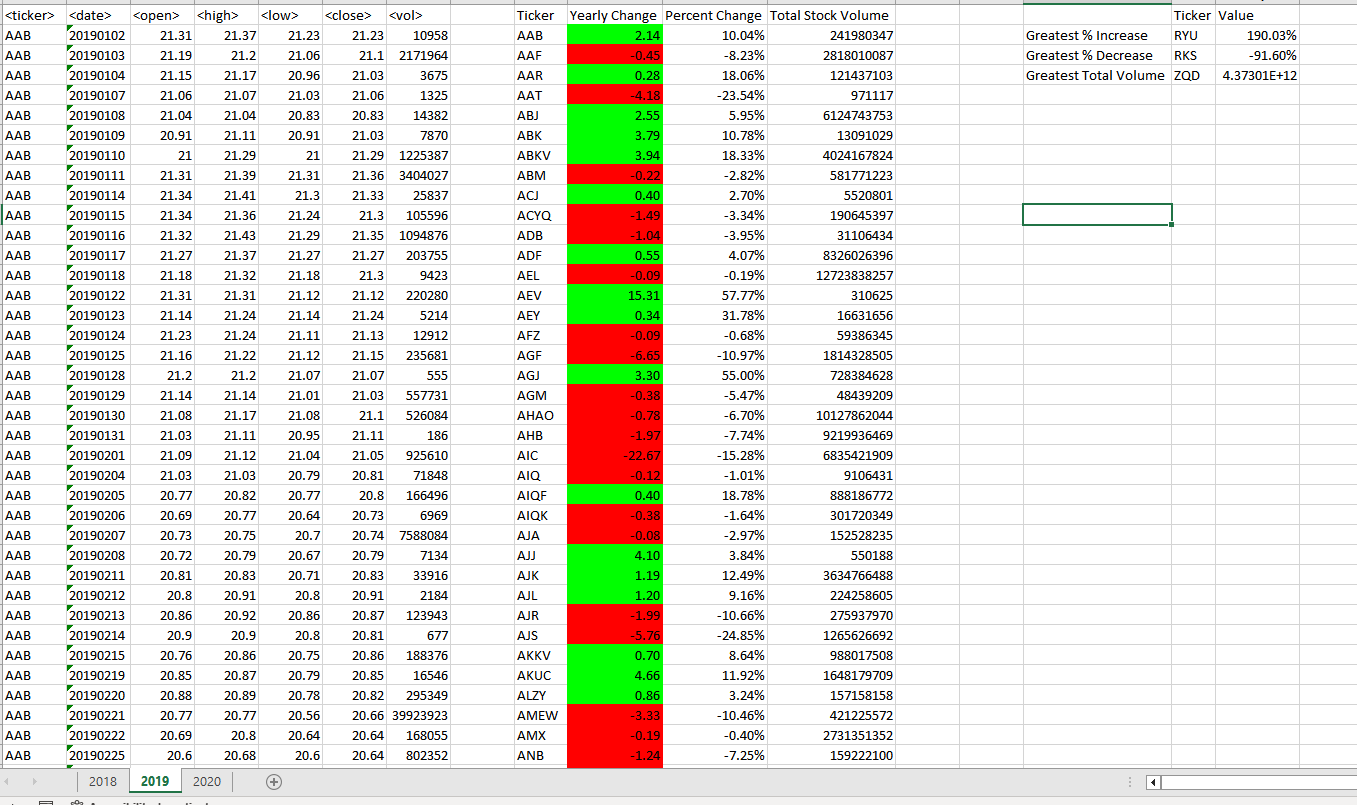 <ticker> <date> <open> <high> <low> <close> <vol> Ticker Yearly Change Percent Change Total Stock Volume Ticker Value
AAB 20190102 21.31 21.37 21.23 21.23 10958 AAB 2.14 10.04% 241980347 Greatest % Increase RYU 190.03%
AAB 20190103 21.19 21.2 21.06 21.1 2171964 AAF -0.45 -8.23% 2818010087 Greatest % Decrease RKS -91.60%
AAB 20190104 21.15 21.17 20.96 21.03 3675 AAR 0.28 18.06% 121437103 Greatest Total Volume ZQD 4.37301E+12
AAB 20190107 21.06 21.07 21.03 21.06 1325 AAT -4.18 -23.54% 971117
AAB 20190108 21.04 21.04 20.83 20.83 14382 ABJ 2.55 5.95% 6124743753
AAB 20190109 20.91 21.11 20.91 21.03 7870 ABK 3.79 10.78% 13091029
AAB 20190110 21 21.29 21 21.29 1225387 ABKV 3.94 18.33% 4024167824
AAB 20190111 21.31 21.39 21.31 21.36 3404027 ABM -0.22 -2.82% 581771223
AAB 20190114 21.34 21.41 21.3 21.33 25837 ACJ 0.40 2.70% 5520801
AAB 20190115 21.34 21.36 21.24 21.3 105596 ACYQ -1.49 -3.34% 190645397
AAB 20190116 21.32 21.43 21.29 21.35 1094876 ADB -1.04 -3.95% 31106434
AAB 20190117 21.27 21.37 21.27 21.27 203755 ADF 0.55 4.07% 8326026396
AAB 20190118 21.18 21.32 21.18 21.3 9423 AEL -0.09 -0.19% 12723838257
AAB 20190122 21.31 21.31 21.12 21.12 220280 AEV 15.31 57.77% 310625
AAB 20190123 21.14 21.24 21.14 21.24 5214 AEY 0.34 31.78% 16631656
AAB 20190124 21.23 21.24 21.11 21.13 12912 AFZ -0.09 -0.68% 59386345
AAB 20190125 21.16 21.22 21.12 21.15 235681 AGF -6.65 -10.97% 1814328505
AAB 20190128 21.2 21.2 21.07 21.07 555 AGJ 3.30 55.00% 728384628
AAB 20190129 21.14 21.14 21.01 21.03 557731 AGM -0.38 -5.47% 48439209
AAB 20190130 21.08 21.17 21.08 21.1 526084 AHAO -0.78 -6.70% 10127862044
AAB 20190131 21.03 21.11 20.95 21.11 186 AHB -1.97 -7.74% 9219936469
AAB 20190201 21.09 21.12 21.04 21.05 925610 AIC -22.67 -15.28% 6835421909
AAB 20190204 21.03 21.03 20.79 20.81 71848 AIQ -0.12 -1.01% 9106431
AAB 20190205 20.77 20.82 20.77 20.8 166496 AIQF 0.40 18.78% 888186772
AAB 20190206 20.69 20.77 20.64 20.73 6969 AIQK -0.38 -1.64% 301720349
AAB 20190207 20.73 20.75 20.7 20.74 7588084 AJA -0.08 -2.97% 152528235
AAB 20190208 20.72 20.79 20.67 20.79 7134 AJJ 4.10 3.84% 550188
AAB 20190211 20.81 20.83 20.71 20.83 33916 AJK 1.19 12.49% 3634766488
AAB 20190212 20.8 20.91 20.8 20.91 2184 AJL 1.20 9.16% 224258605
AAB 20190213 20.86 20.92 20.86 20.87 123943 AJR -1.99 -10.66% 275937970
AAB 20190214 20.9 20.9 20.8 20.81 677 AJS -5.76 -24.85% 1265626692
AAB 20190215 20.76 20.86 20.75 20.86 188376 AKKV 0.70 8.64% 988017508
AAB 20190219 20.85 20.87 20.79 20.85 16546 AKUC 4.66 11.92% 1648179709
AAB 20190220 20.88 20.89 20.78 20.82 295349 ALZY 0.86 3.24% 157158158
AAB 20190221 20.77 20.77 20.56 20.66 39923923 AMEW -3.33 -10.46% 421225572
AAB 20190222 20.69 20.8 20.64 20.64 168055 AMX -0.19 -0.40% 2731351352
AAB 20190225 20.6 20.68 20.6 20.64 802352 ANB -1.24 -7.25% 159222100
2018 2019 2020